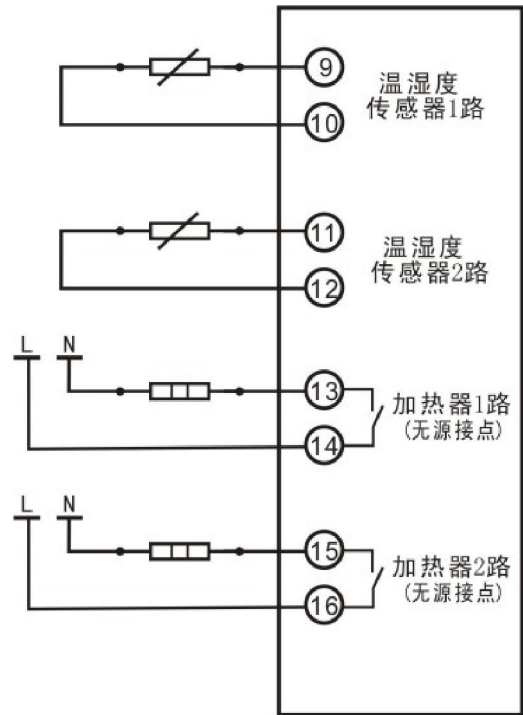 9
温湿度
传感器1路
10
11
温湿度
传感器2路
12
L N
13
加热器1路
(无源接点)
14
L N
15
加热器2路
(无源接点)
16